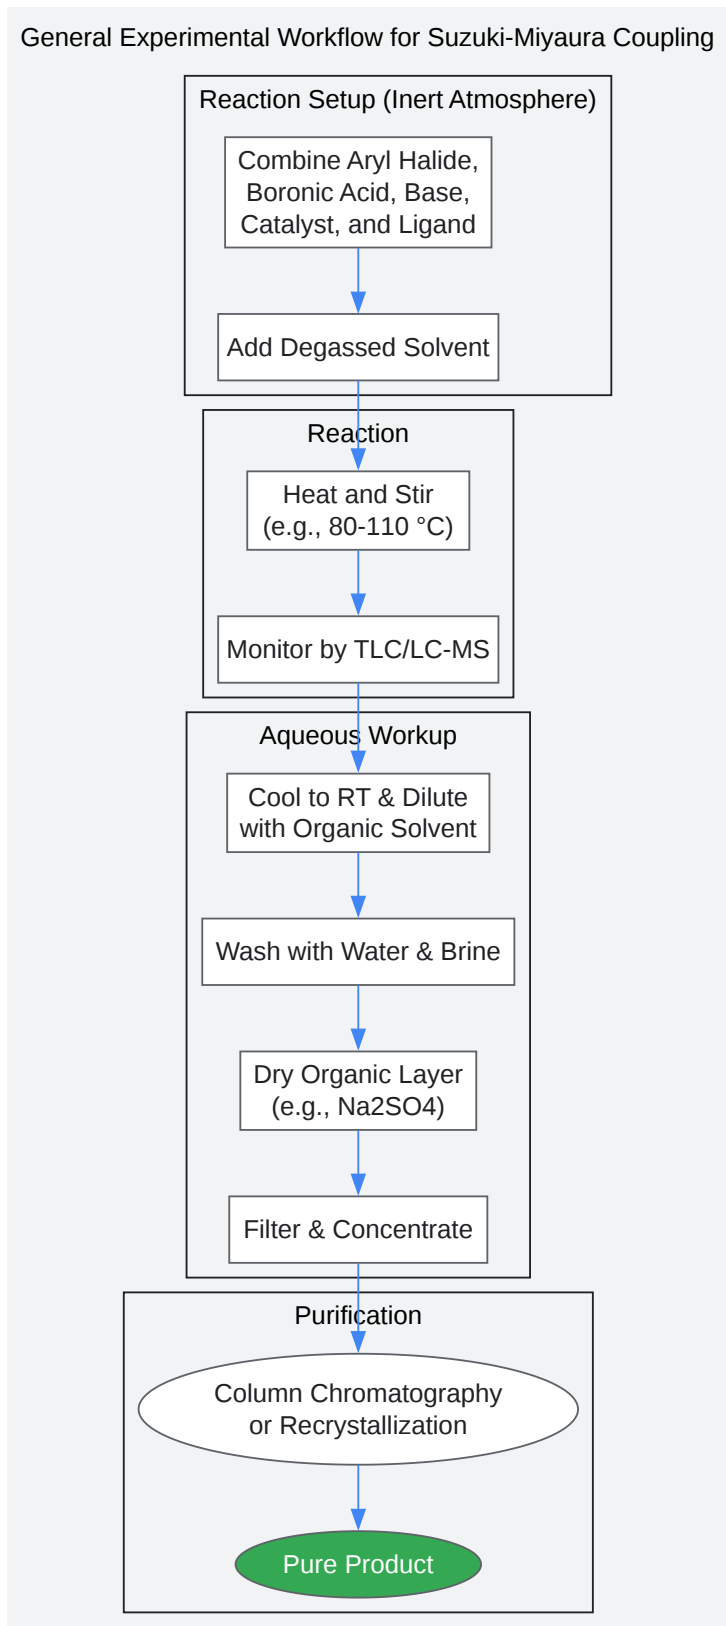 General Experimental Workflow for Suzuki-Miyaura Coupling
Reaction Setup (Inert Atmosphere)
Combine Aryl Halide,
Boronic Acid, Base,
Catalyst, and Ligand
Add Degassed Solvent
Reaction
Heat and Stir
(e.g., 80-110 °C)
Monitor by TLC/LC-MS
Aqueous Workup
Cool to RT & Dilute
with Organic Solvent
Wash with Water & Brine
Dry Organic Layer
(e.g., Na2SO4)
Filter & Concentrate
Purification
Column Chromatography
or Recrystallization
Pure Product